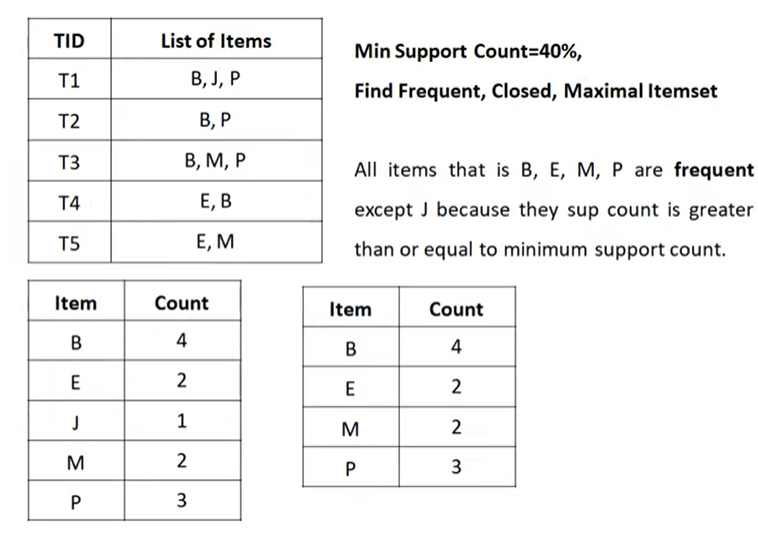 TID List of Items
T1 B, J, P
T2 B, P
T3 B, M, P
T4 E, B
T5 E, M
Min Support Count=40%,
Find Frequent, Closed, Maximal Itemset
All items that is B, E, M, P are frequent
except J because they sup count is greater
than or equal to minimum support count.
Item Count
B 4
E 2
J 1
M 2
P 3
Item Count
B 4
E 2
M 2
P 3